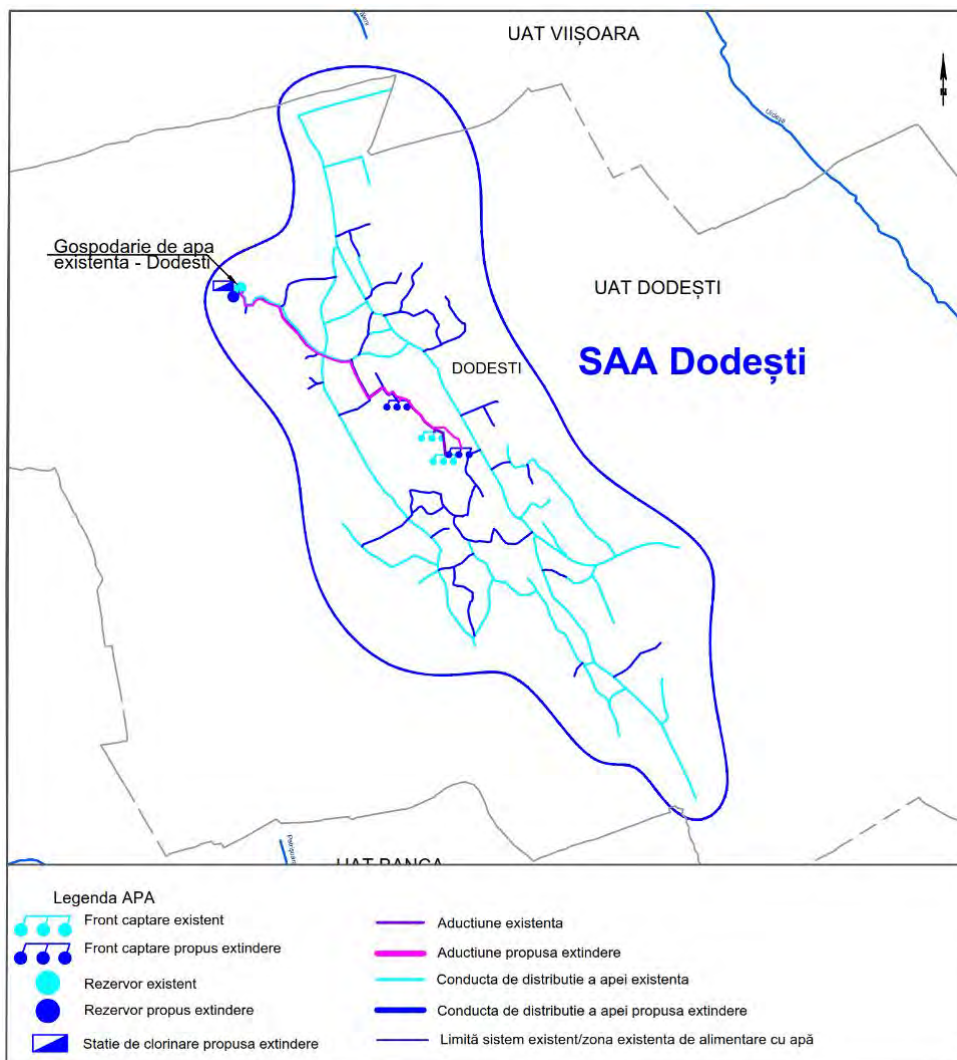 UAT VIIȘOARA
N
Gospodarie de apa
existenta - Dodesti
UAT DODEȘTI
SAA Dodești
DODESTI
UAT BANCA
Legenda APA
Front captare existent
Front captare propus extindere
Rezervor existent
Rezervor propus extindere
Statie de clorinare propusa extindere
Aductiune existenta
Aductiune propusa extindere
Conducta de distributie a apei existenta
Conducta de distributie a apei propusa extindere
Limită sistem existent/zona existenta de alimentare cu apă